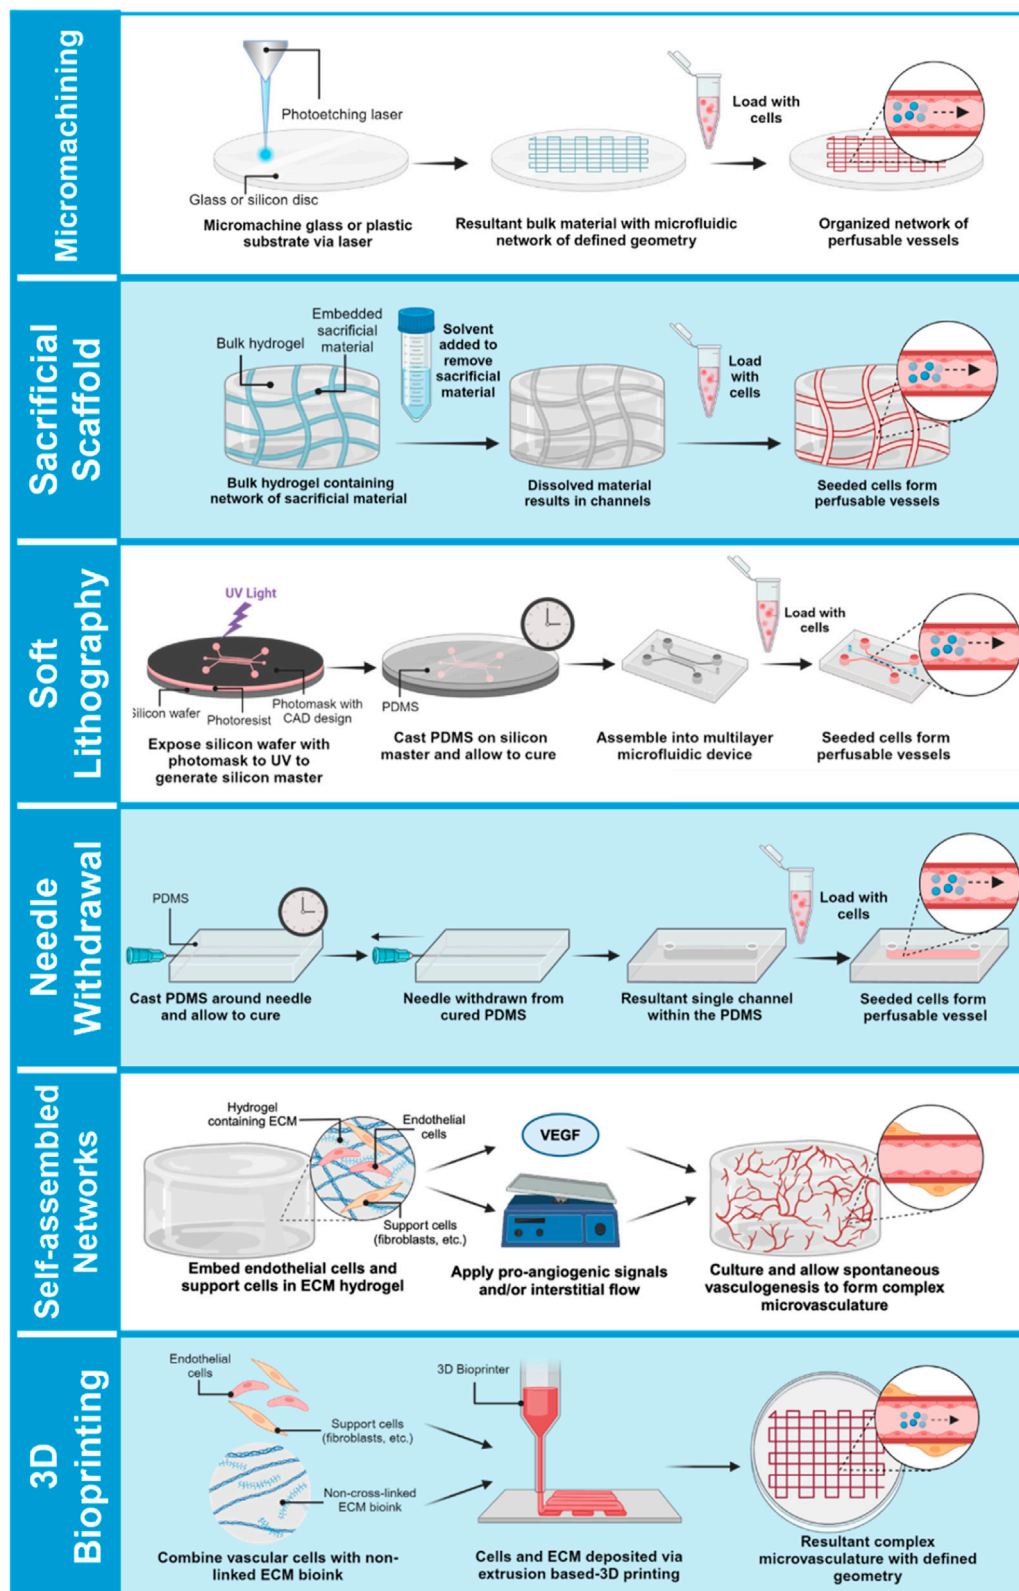 Micromachining
Photoetching laser
Glass or silicon disc
Micromachine glass or plastic
substrate via laser
Resultant bulk material with microfluidic
network of defined geometry
Load with
cells
Organized network of
perfusable vessels
Sacrificial
Scaffold
Bulk hydrogel
Embedded
sacrificial
material
Bulk hydrogel containing
network of sacrificial material
Solvent
added to
remove
sacrificial
material
Dissolved material
results in channels
Load
with
cells
Seeded cells form
perfusable vessels
Soft
Lithography
UV Light
Silicon wafer
Photoresist
Photomask with
CAD design
Expose silicon wafer with
photomask to UV to
generate silicon master
PDMS
Cast PDMS on silicon
master and allow to cure
Assemble into multilayer
microfluidic device
Load with
cells
Seeded cells form
perfusable vessels
Needle
Withdrawal
PDMS
Cast PDMS around needle
and allow to cure
Needle withdrawn from
cured PDMS
Resultant single channel
within the PDMS
Load with
cells
Seeded cells form
perfusable vessel
Self-assembled
Networks
Hydrogel
containing ECM
Endothelial
cells
Support cells
(fibroblasts, etc.)
Embed endothelial cells and
support cells in ECM hydrogel
VEGF
Apply pro-angiogenic signals
and/or interstitial flow
Culture and allow spontaneous
vasculogenesis to form complex
microvasculature
3D
Bioprinting
Endothelial
cells
Support cells
(fibroblasts, etc.)
Non-cross-linked
ECM bioink
Combine vascular cells with non-
linked ECM bioink
3D Bioprinter
Cells and ECM deposited via
extrusion based-3D printing
Resultant complex
microvasculature with defined
geometry